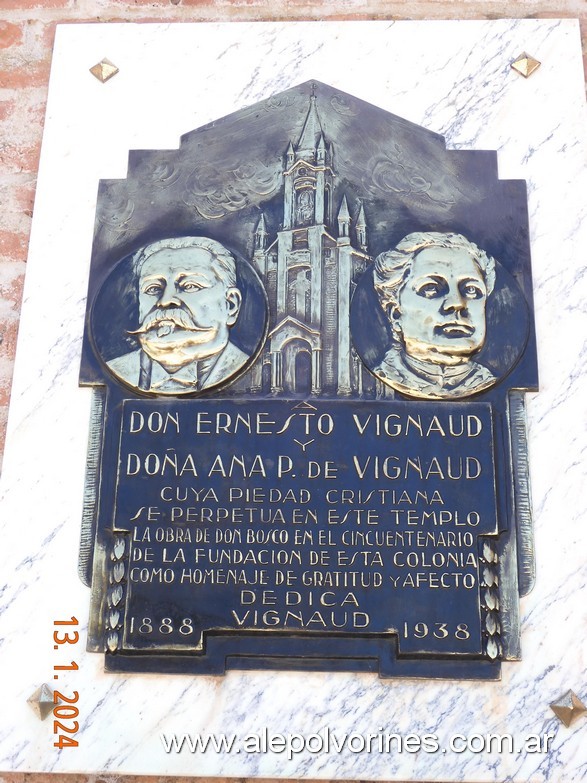 DON ERNESTO VIGNAUD
Y
DOÑA ANA P. DE VIGNAUD
CUYA PIEDAD CRISTIANA
SE PERPETUA EN ESTE TEMPLO
LA OBRA DE DON BOSCO EN EL CINCUENTENARIO
DE LA FUNDACION DE ESTA COLONIA
COMO HOMENAJE DE GRATITUD Y AFECTO
DEDICA
VIGNAUD
1888 1938
13. 1. 2024
www.alepolvorines.com.ar